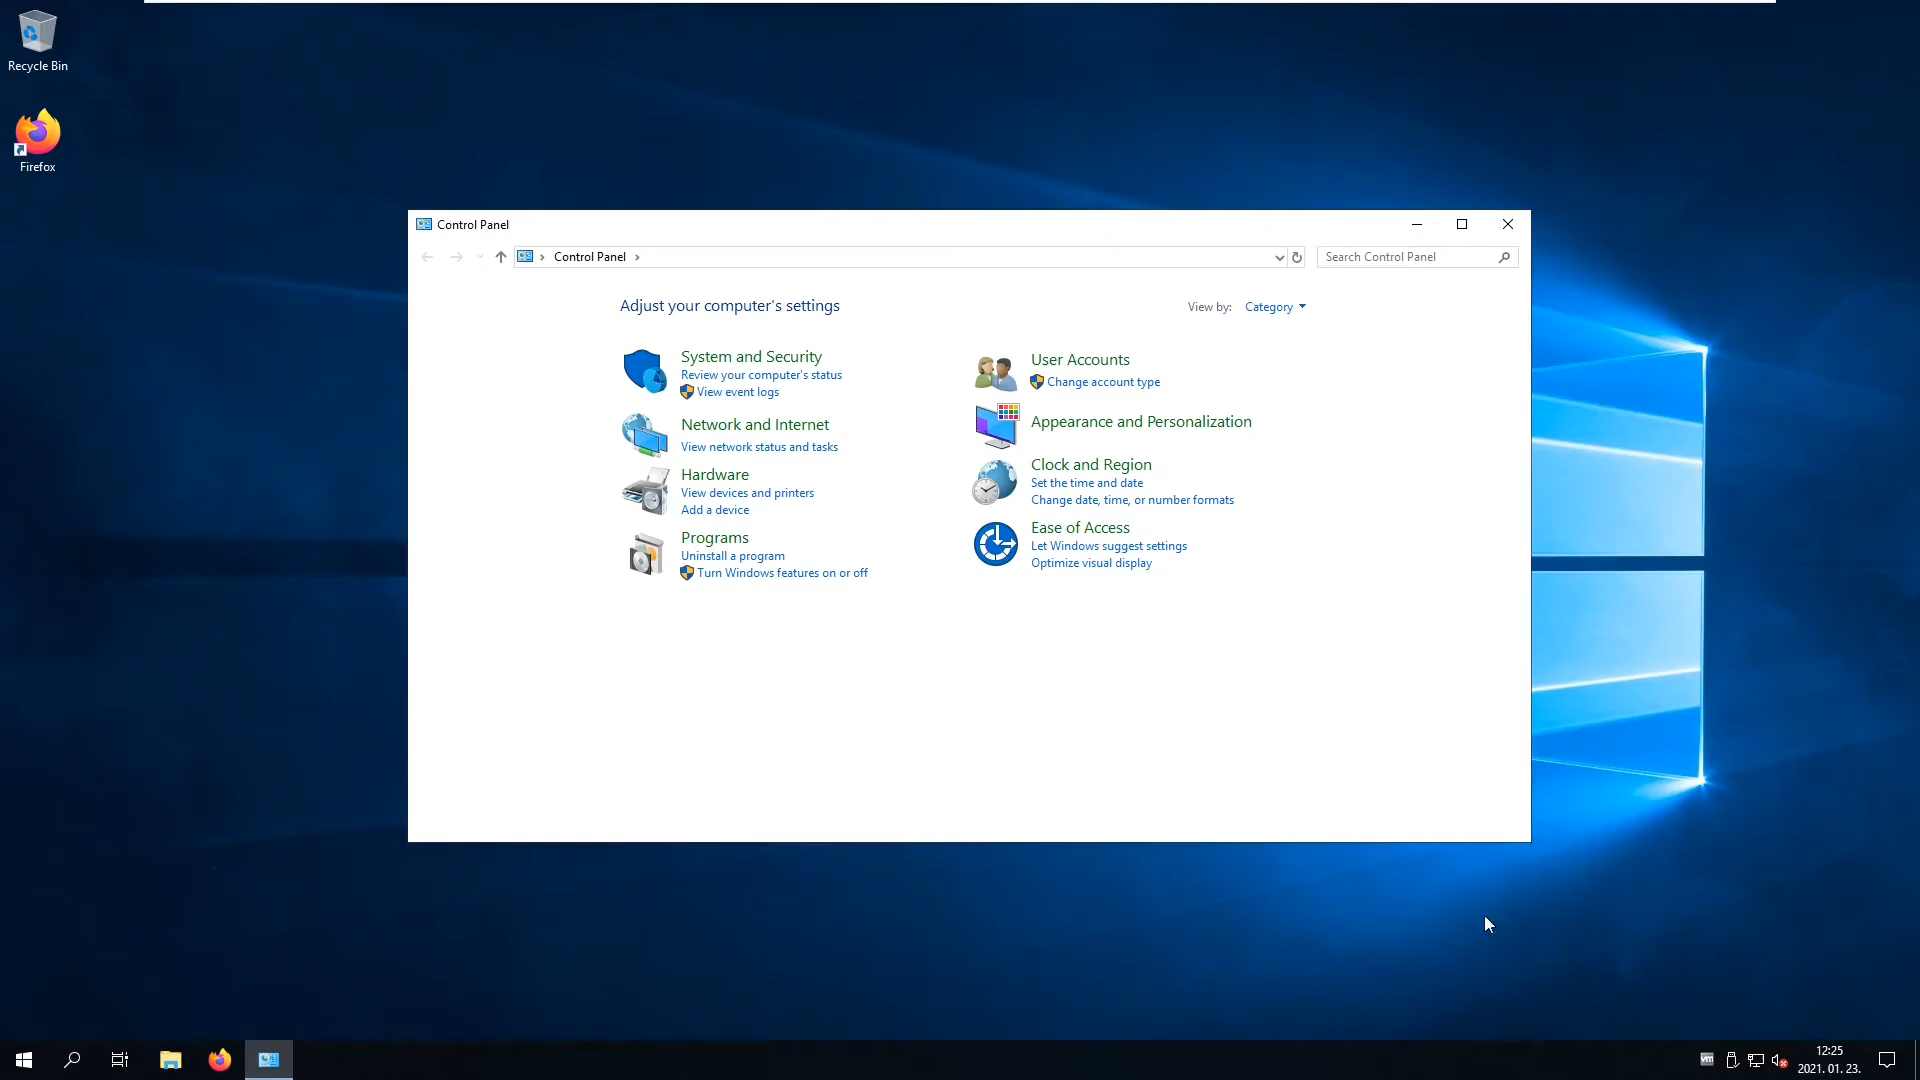 Recycle Bin
Firefox
Control Panel
Control Panel
Search Control Panel
Adjust your computer's settings
View by: Category
System and Security
Review your computer's status
View event logs
Network and Internet
View network status and tasks
Hardware
View devices and printers
Add a device
Programs
Uninstall a program
Turn Windows features on or off
User Accounts
Change account type
Appearance and Personalization
Clock and Region
Set the time and date
Change date, time, or number formats
Ease of Access
Let Windows suggest settings
Optimize visual display
vm
12:25
2021. 01. 23.